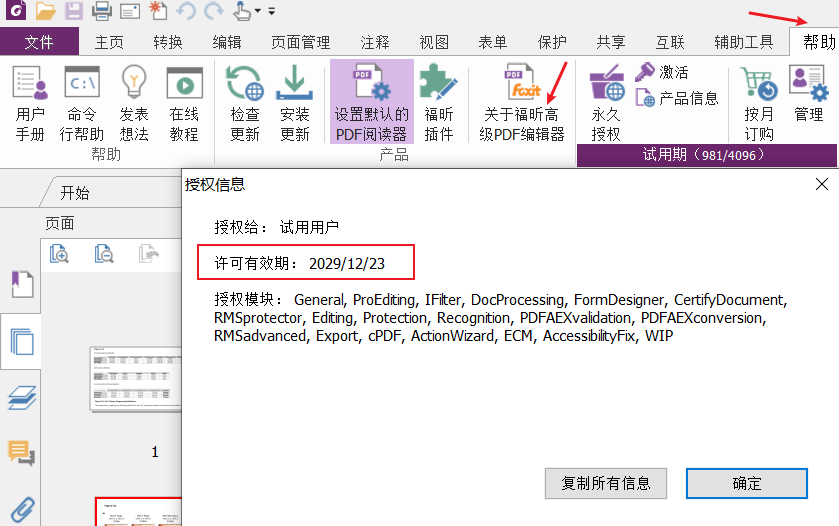 文件 主页 转换 编辑 页面管理 注释 视图 表单 保护 共享 互联 辅助工具 帮助
用户手册
C:\
命令行帮助
发表想法
在线教程
帮助
检查更新
安装更新
PDF
设置默认的PDF阅读器
福昕插件
PDF
Foxit
关于福昕高级PDF编辑器
产品
永久授权
激活
产品信息
按月订购
管理
试用期（981/4096）
开始
页面
1
授权信息
授权给： 试用用户
许可有效期： 2029/12/23
授权模块： General, ProEditing, IFilter, DocProcessing, FormDesigner, CertifyDocument,
RMSprotector, Editing, Protection, Recognition, PDFAEXvalidation, PDFAEXconversion,
RMSadvanced, Export, cPDF, ActionWizard, ECM, AccessibilityFix, WIP
复制所有信息 确定